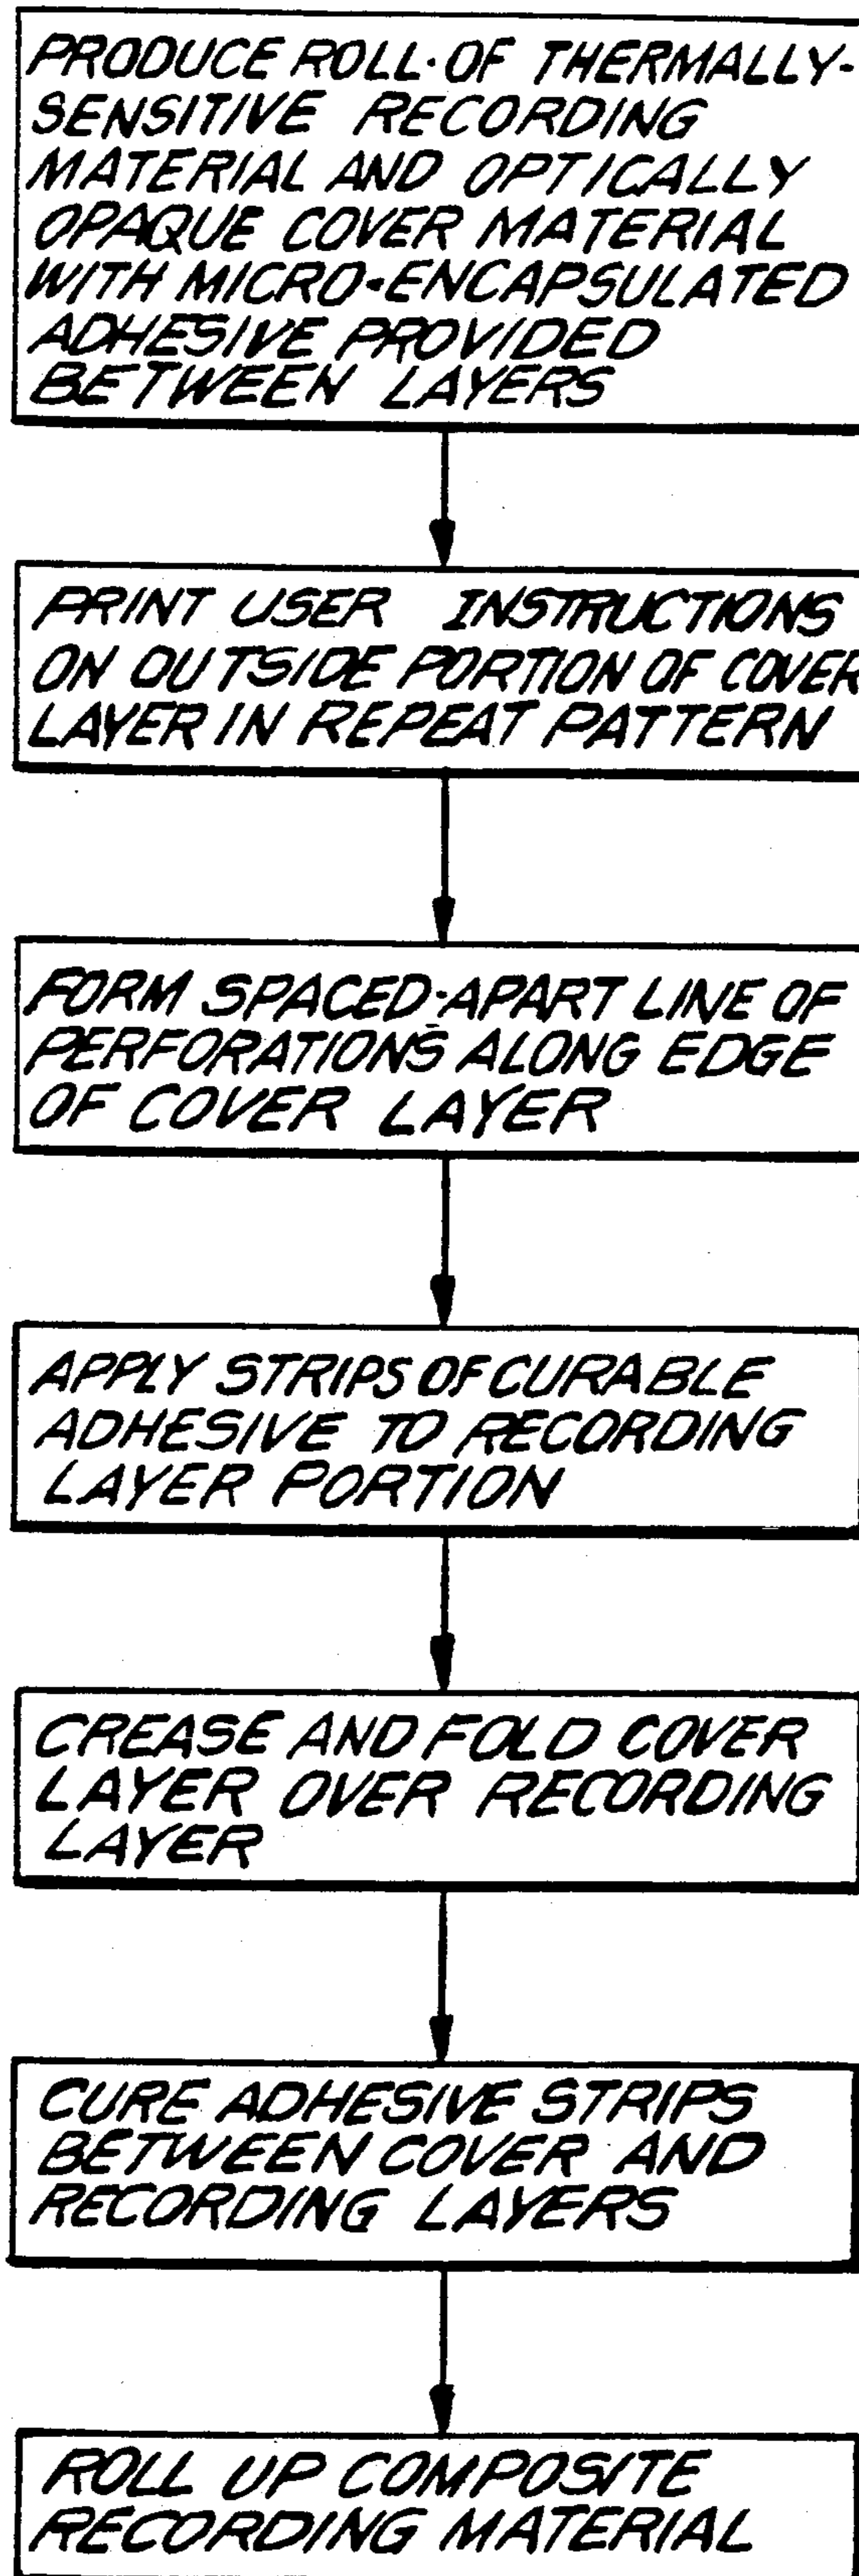 PRODUCE ROLL OF THERMALLY-
SENSITIVE RECORDING
MATERIAL AND OPTICALLY
OPAQUE COVER MATERIAL
WITH MICRO-ENCAPSULATED
ADHESIVE PROVIDED
BETWEEN LAYERS
PRINT USER INSTRUCTIONS
ON OUTSIDE PORTION OF COVER
LAYER IN REPEAT PATTERN
FORM SPACED-APART LINE OF
PERFORATIONS ALONG EDGE
OF COVER LAYER
APPLY STRIPS OF CURABLE
ADHESIVE TO RECORDING
LAYER PORTION
CREASE AND FOLD COVER
LAYER OVER RECORDING
LAYER
CURE ADHESIVE STRIPS
BETWEEN COVER AND
RECORDING LAYERS
ROLL UP COMPOSITE
RECORDING MATERIAL